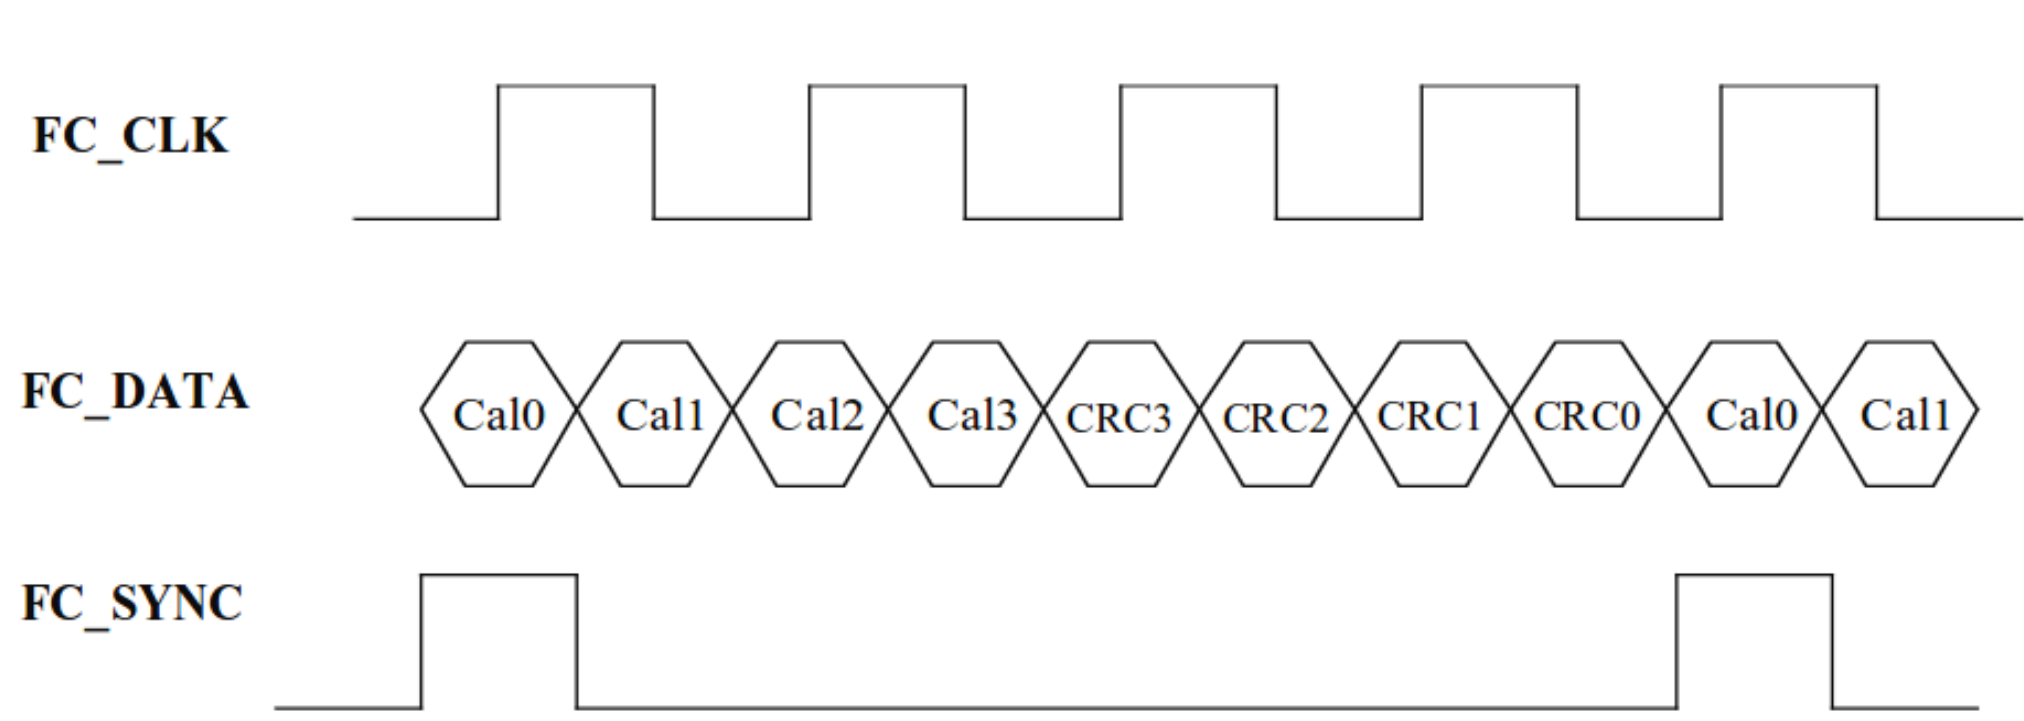 FC_CLK
FC_DATA Cal0 Cal1 Cal2 Cal3 CRC3 CRC2 CRC1 CRC0 Cal0 Cal1
FC_SYNC